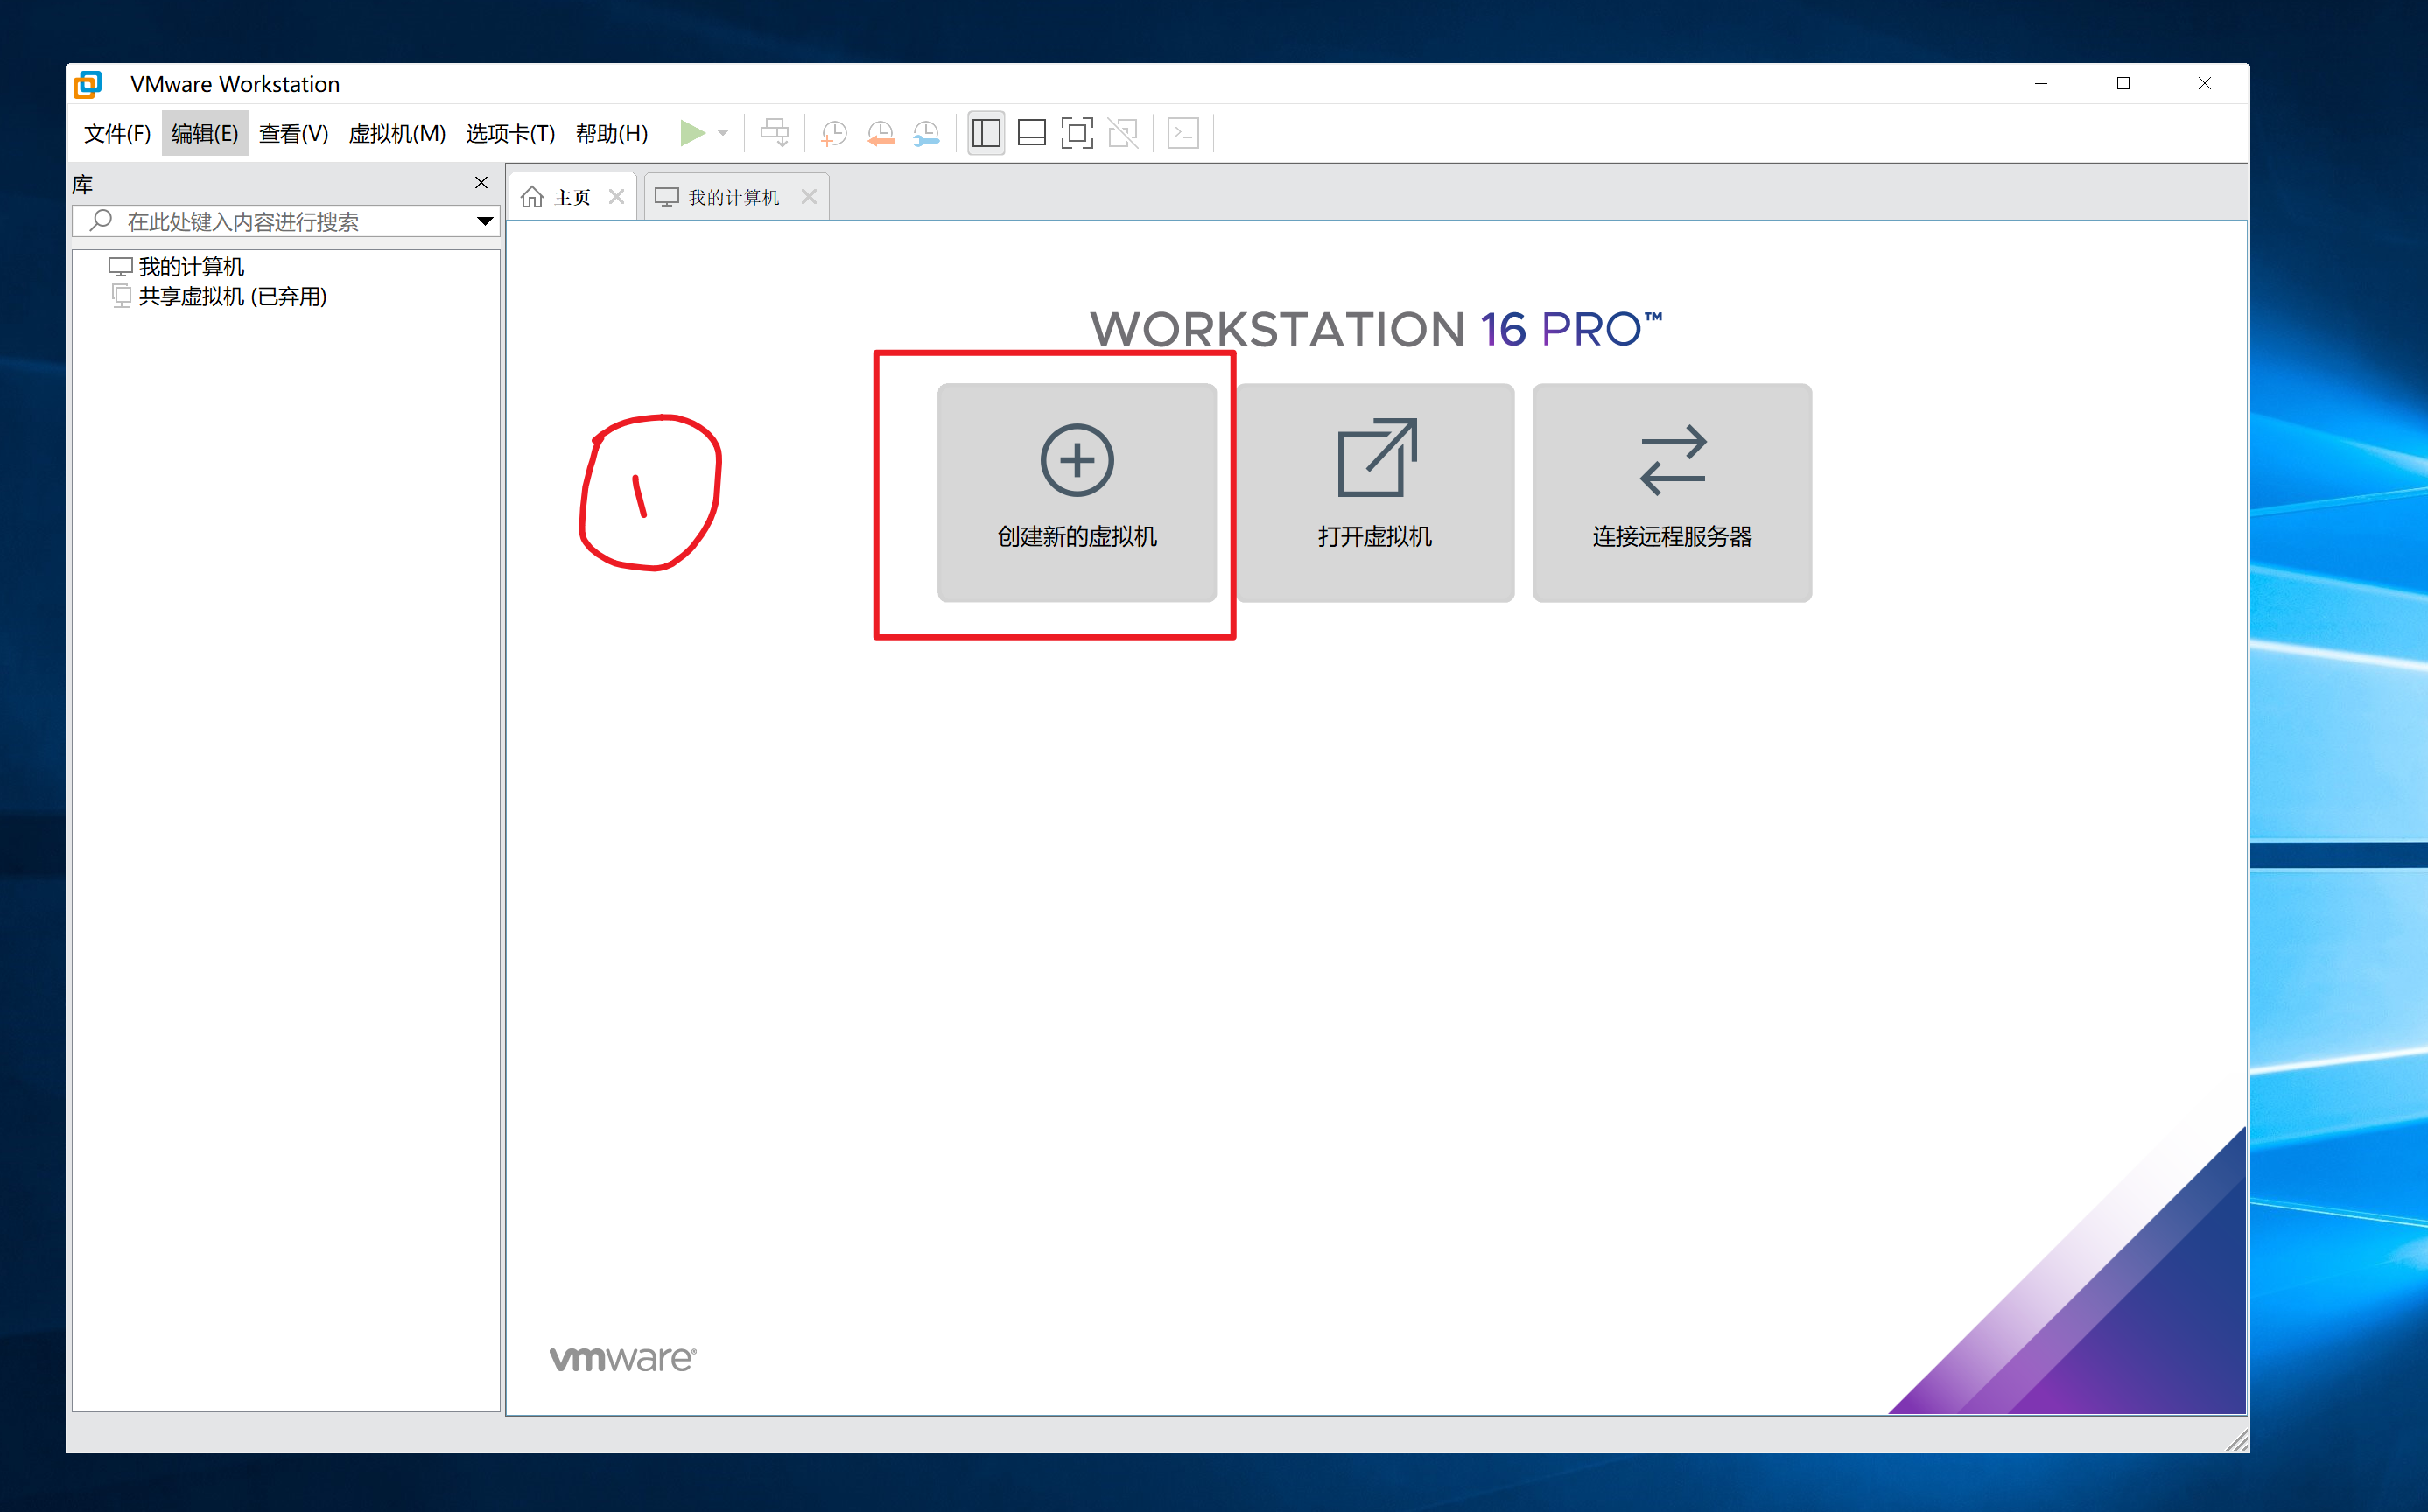 VMware Workstation
文件(F) 编辑(E) 查看(V) 虚拟机(M) 选项卡(T) 帮助(H)
库
在此处键入内容进行搜索
我的计算机
共享虚拟机 (已弃用)
主页 我的计算机
WORKSTATION 16 PRO™
1
创建新的虚拟机 打开虚拟机 连接远程服务器
vmware®